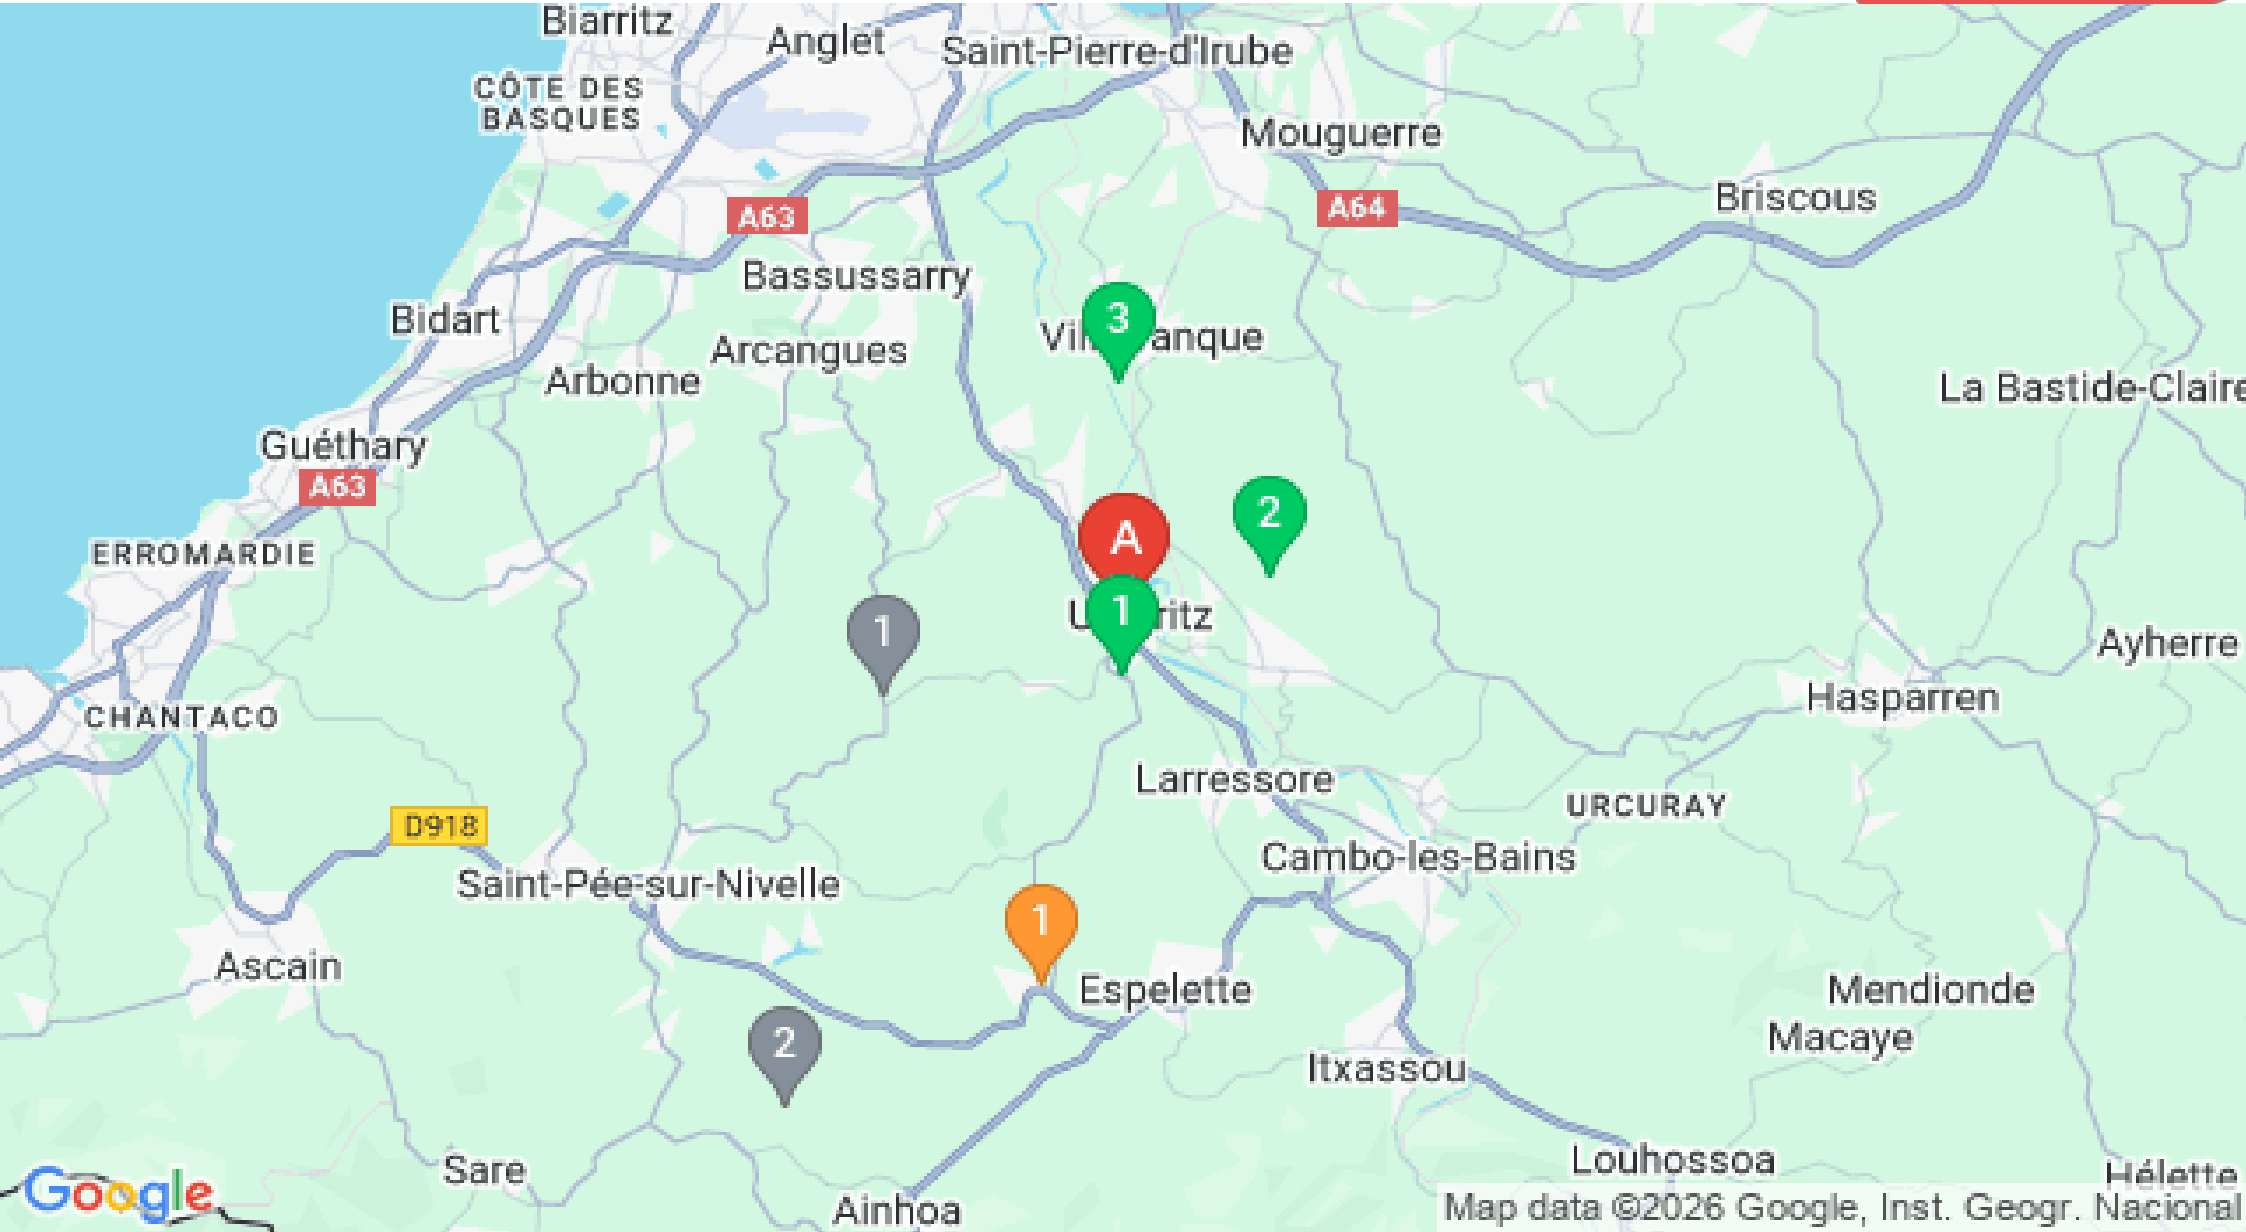 Biarritz
Anglet
Saint-Pierre-d'Irube
CÔTE DES
BASQUES
Mouguerre
Briscous
A63
A64
Bassussarry
Bidart
3
Arcangues
Arbonne
La Bastide-Claire
Guéthary
A63
2
A
ERROMARDIE
1
1
Ayherre
Hasparren
CHANTACO
Larressore
URCURAY
D918
Cambo-les-Bains
Saint-Pée-sur-Nivelle
1
Ascain
Espelette
Mendionde
2
Macaye
Itxassou
Louhossoa
Sare
Hélette
Google
Ainhoa
Map data ©2026 Google, Inst. Geogr. Nacional